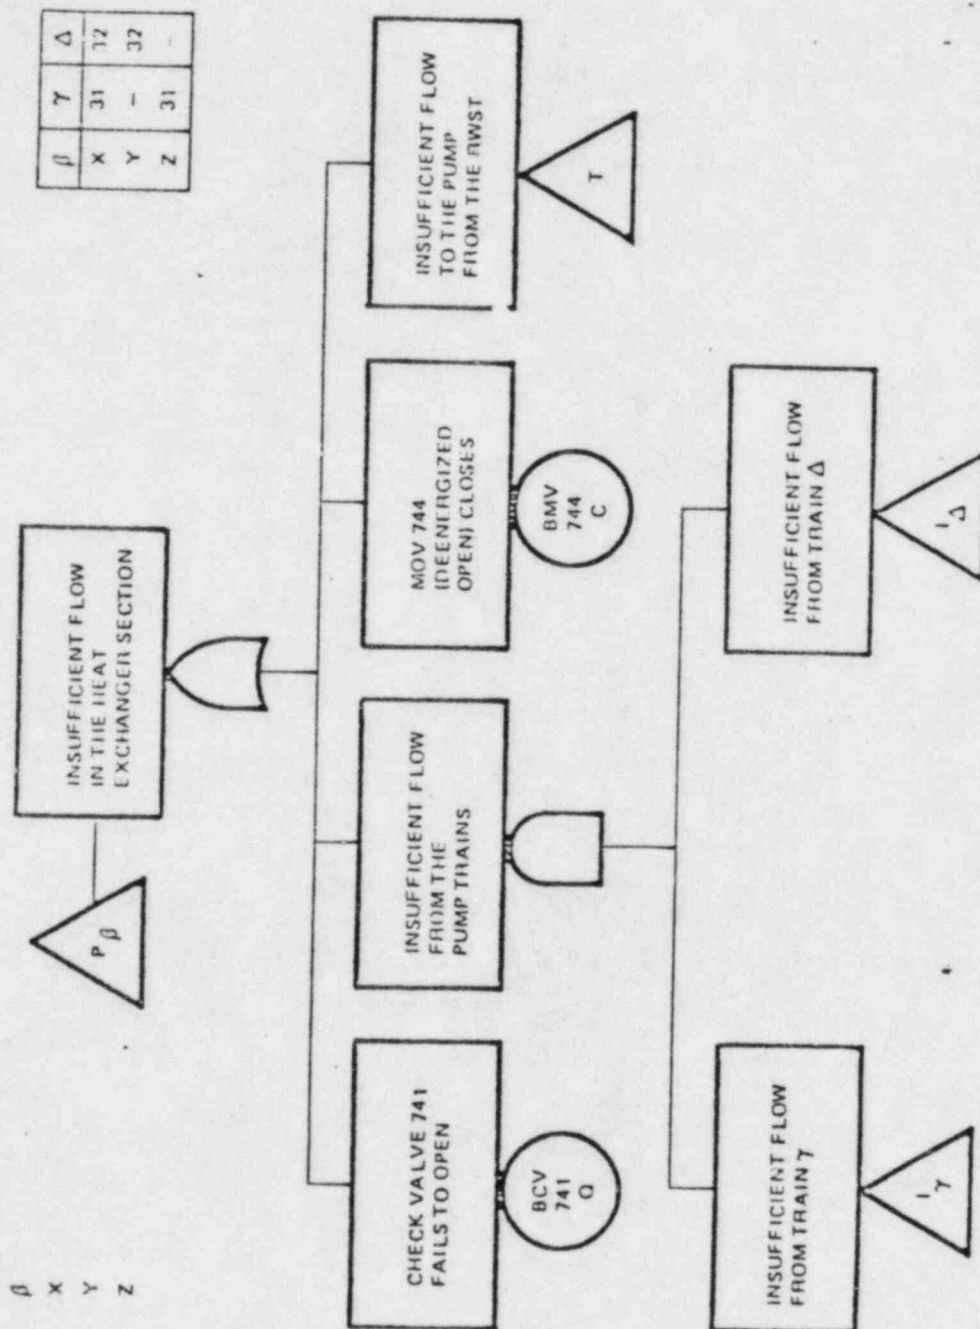 β
X
Y
Z
β γ Δ
X 31 32
Y – 32
Z 31 –
P β
INSUFFICIENT FLOW
IN THE HEAT
EXCHANGER SECTION
CHECK VALVE 741
FAILS TO OPEN
BCV
741
Q
INSUFFICIENT FLOW
FROM THE
PUMP TRAINS
MOV 744
(DEENERGIZED
OPEN) CLOSES
BMV
744
C
INSUFFICIENT FLOW
TO THE PUMP
FROM THE RWST
T
INSUFFICIENT FLOW
FROM TRAIN γ
I
γ
INSUFFICIENT FLOW
FROM TRAIN Δ
I
Δ